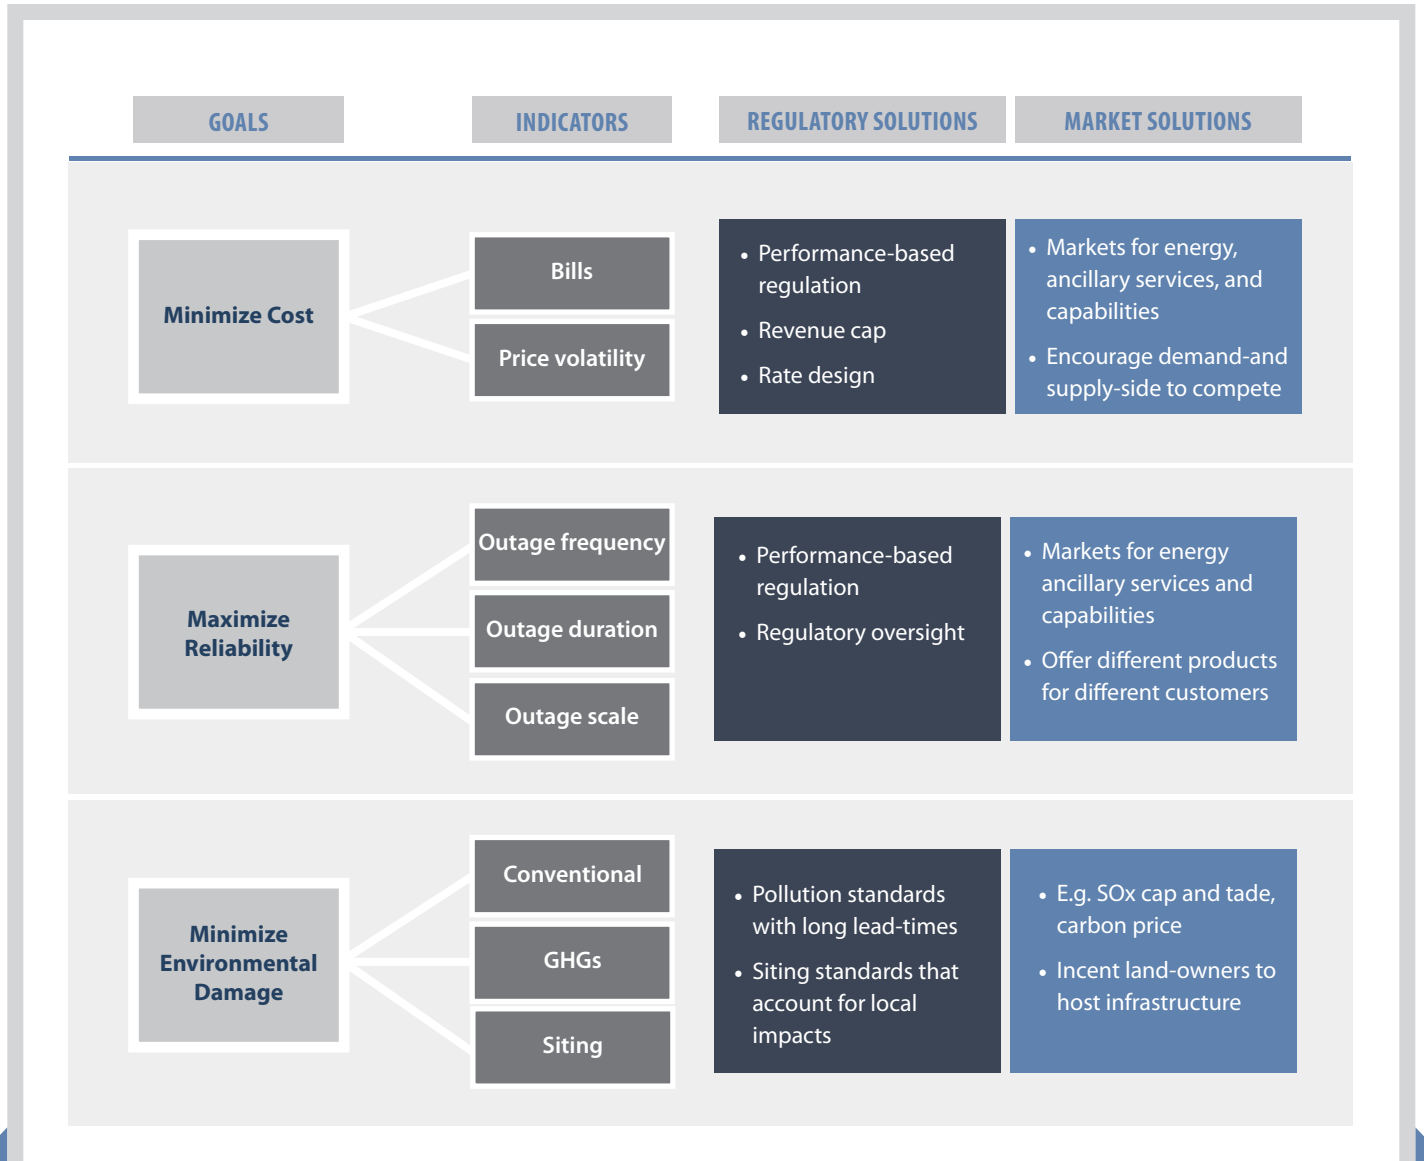 GOALS
INDICATORS
REGULATORY SOLUTIONS
MARKET SOLUTIONS
Minimize Cost
Bills
Price volatility
• Performance-based
regulation
• Revenue cap
• Rate design
• Markets for energy,
ancillary services, and
capabilities
• Encourage demand-and
supply-side to compete
Maximize
Reliability
Outage frequency
Outage duration
Outage scale
• Performance-based
regulation
• Regulatory oversight
• Markets for energy
ancillary services and
capabilities
• Offer different products
for different customers
Minimize
Environmental
Damage
Conventional
GHGs
Siting
• Pollution standards
with long lead-times
• Siting standards that
account for local
impacts
• E.g. SOx cap and tade,
carbon price
• Incent land-owners to
host infrastructure